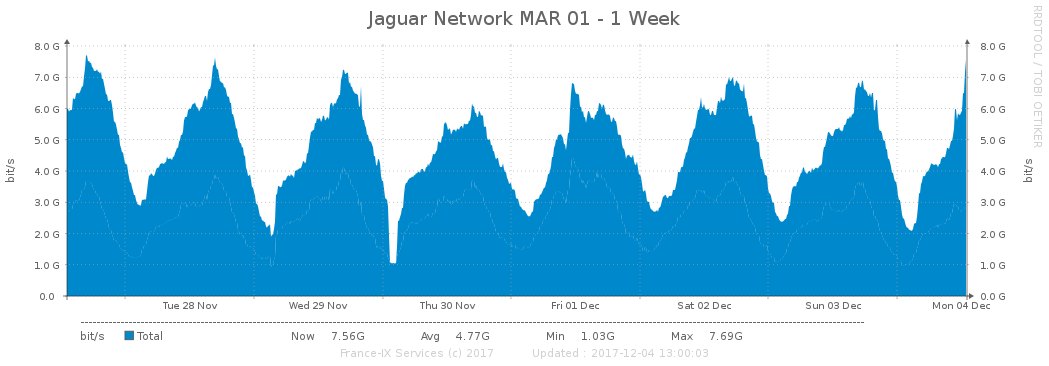 Jaguar Network MAR 01 - 1 Week
RRDTOOL / TOBI OETIKER
bit/s
8.0 G
7.0 G
6.0 G
5.0 G
4.0 G
3.0 G
2.0 G
1.0 G
0.0
8.0 G
7.0 G
6.0 G
5.0 G
4.0 G
3.0 G
2.0 G
1.0 G
0.0 G
bit/s
Tue 28 Nov Wed 29 Nov Thu 30 Nov Fri 01 Dec Sat 02 Dec Sun 03 Dec Mon 04 Dec
bit/s Total Now 7.56G Avg 4.77G Min 1.03G Max 7.69G
France-IX Services (c) 2017 Updated : 2017-12-04 13:00:03